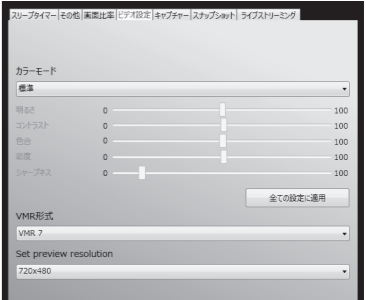 スリープタイマー その他 画面比率 ビデオ設定 キャプチャー スナップショット ライブストリーミング
カラーモード
標準
明るさ 0 100
コントラスト 0 100
色合 0 100
彩度 0 100
シャープネス 0 100
全ての設定に適用
VMR形式
VMR 7
Set preview resolution
720x480